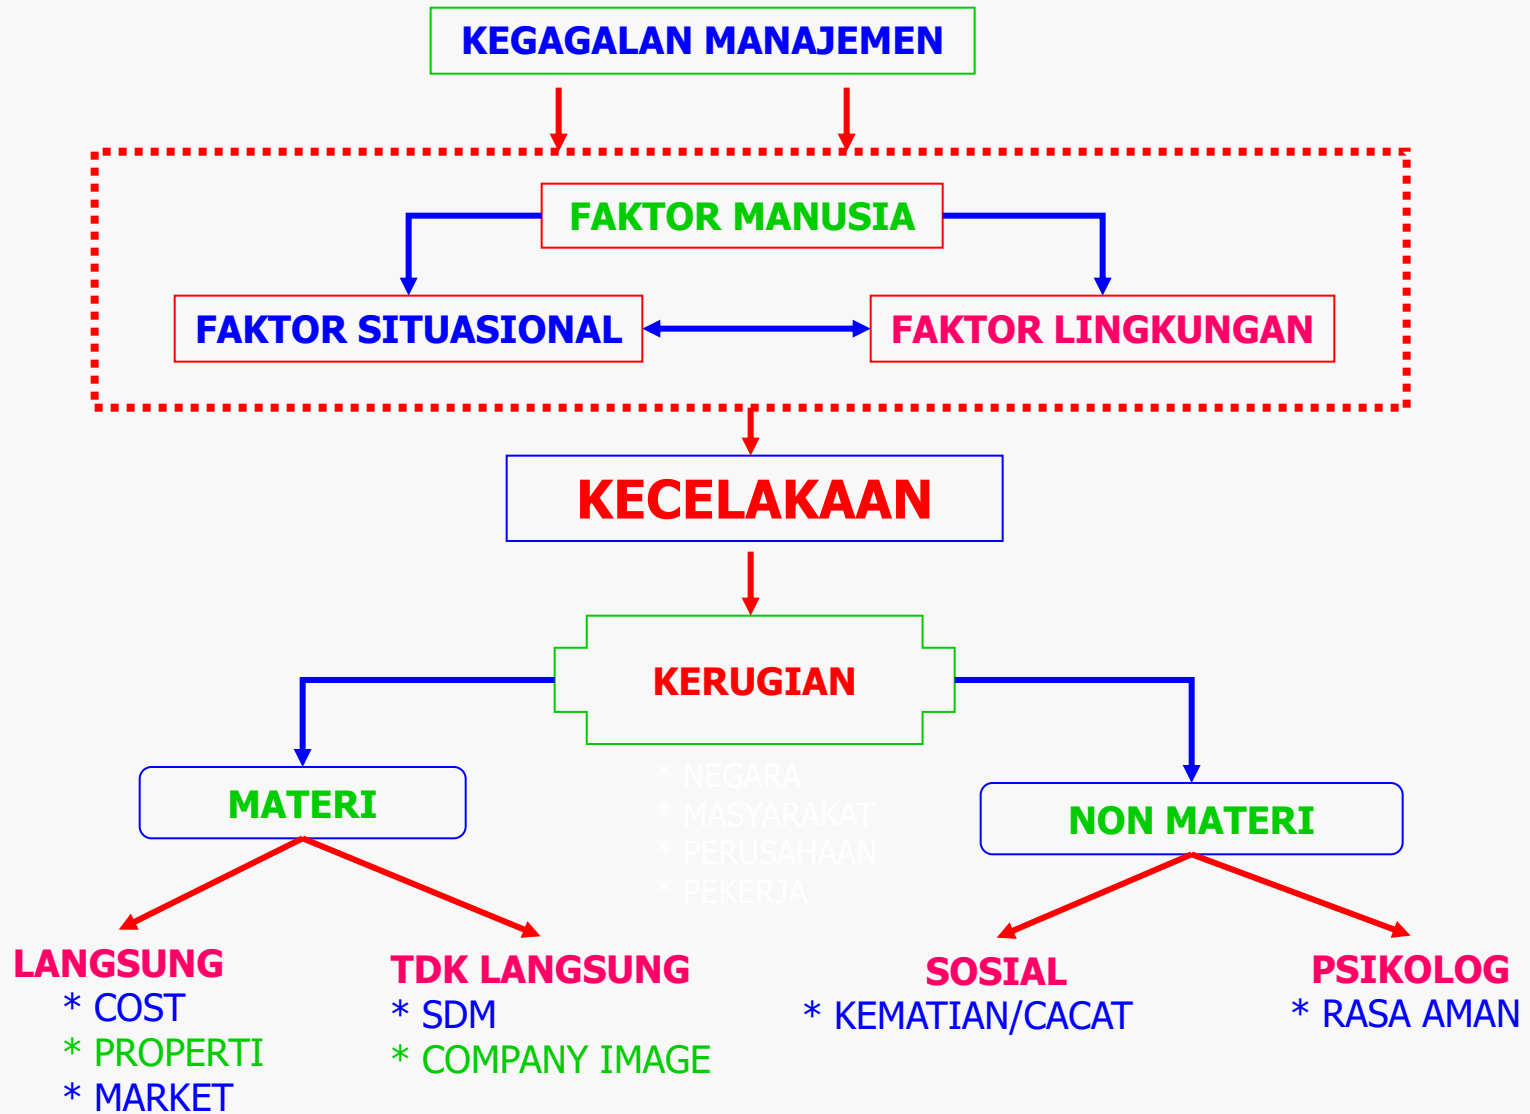 KEGAGALAN MANAJEMEN
FAKTOR MANUSIA
FAKTOR SITUASIONAL
FAKTOR LINGKUNGAN
KECELAKAAN
KERUGIAN
* NEGARA
* MASYARAKAT
* PERUSAHAAN
* PEKERJA
MATERI
NON MATERI
LANGSUNG
* COST
* PROPERTI
* MARKET
TDK LANGSUNG
* SDM
* COMPANY IMAGE
SOSIAL
* KEMATIAN/CACAT
PSIKOLOG
* RASA AMAN